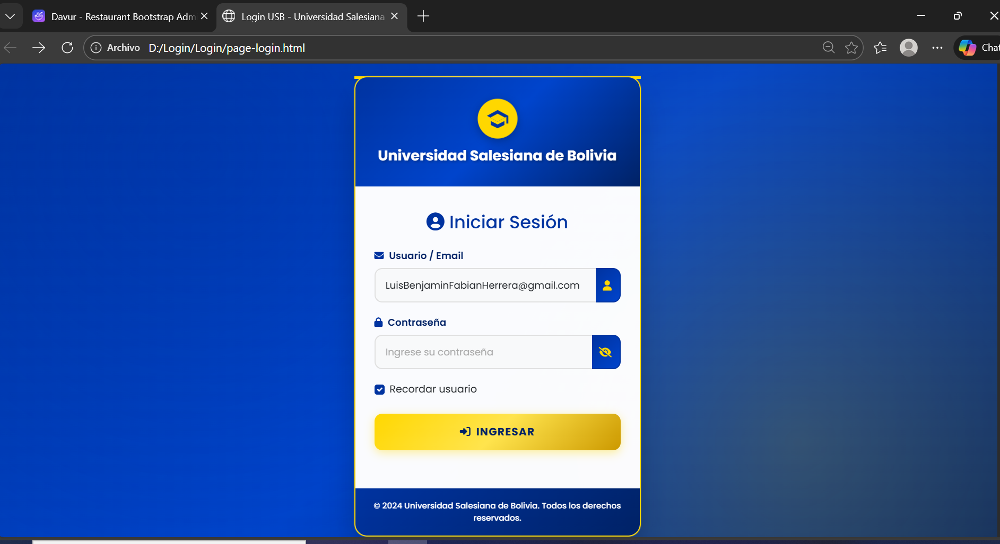 Davur - Restaurant Bootstrap Adm
Login USB - Universidad Salesiana
Archivo D:/Login/Login/page-login.html
Chat
Universidad Salesiana de Bolivia
Iniciar Sesión
Usuario / Email
LuisBenjaminFabianHerrera@gmail.com
Contraseña
Ingrese su contraseña
Recordar usuario
INGRESAR
© 2024 Universidad Salesiana de Bolivia. Todos los derechos
reservados.